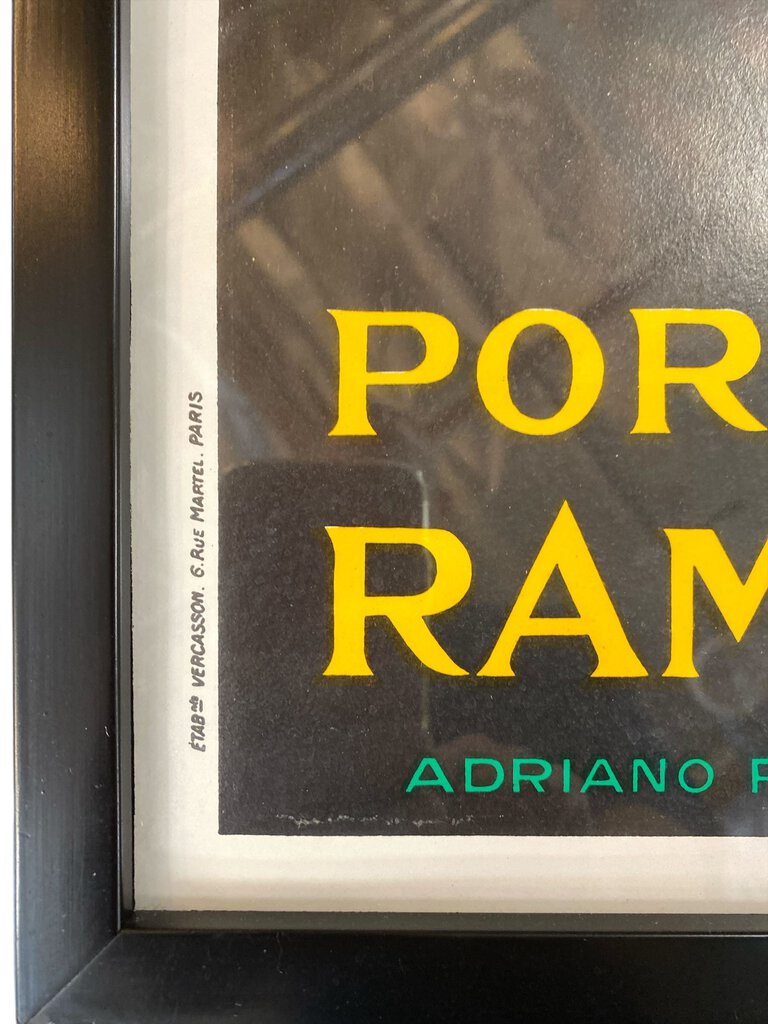 POR
RAM
ADRIANO
ÉTABts VERCASSON. 6. RUE MARTEL. PARIS